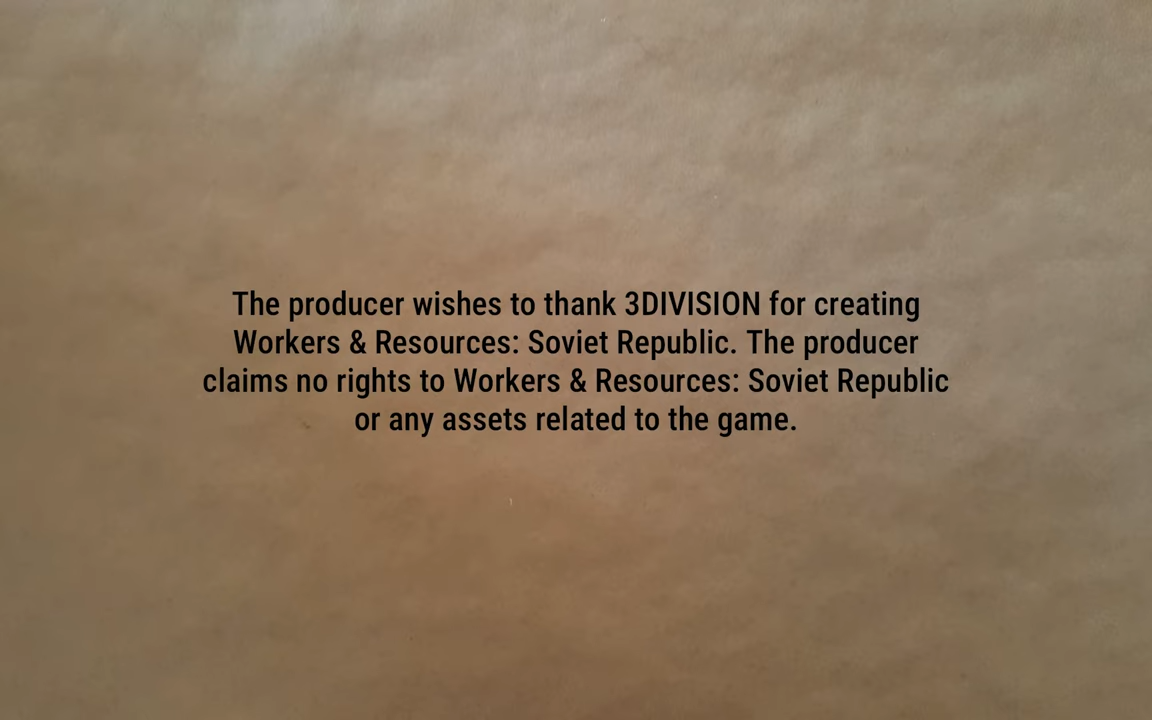 The producer wishes to thank 3DIVISION for creating
Workers & Resources: Soviet Republic. The producer
claims no rights to Workers & Resources: Soviet Republic
or any assets related to the game.